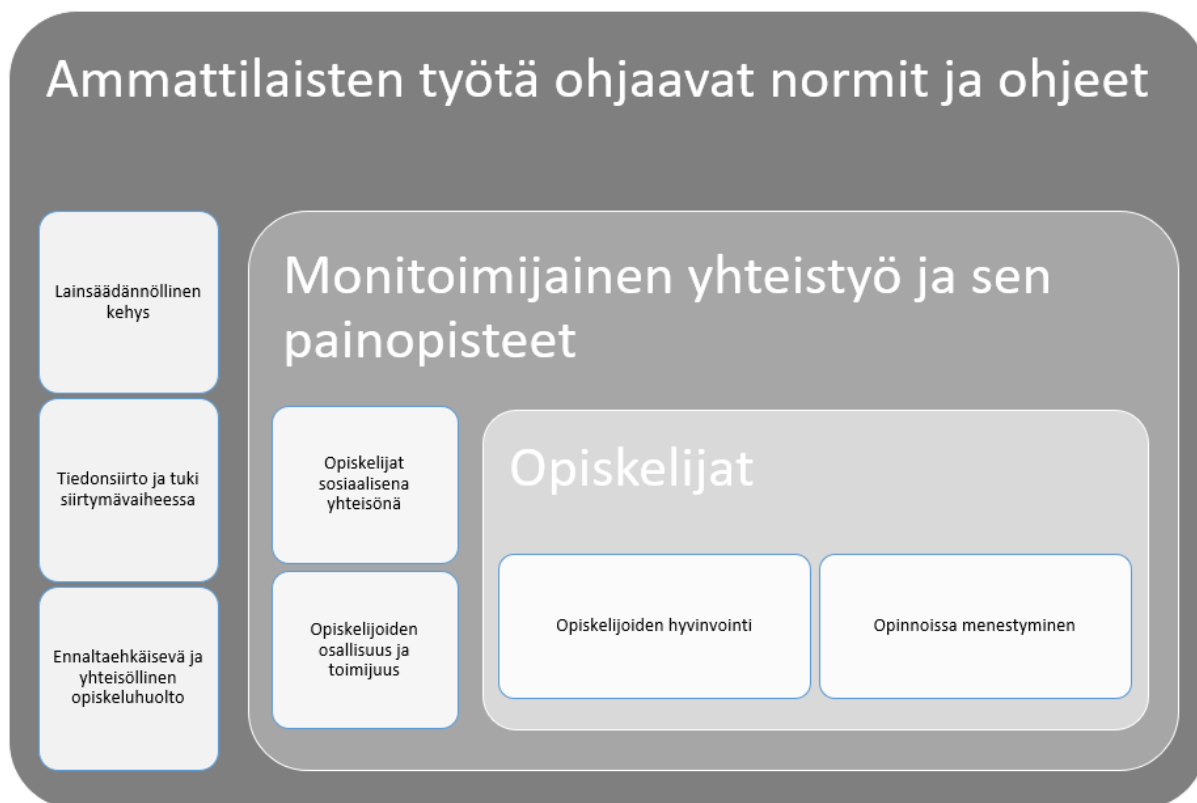 Ammattilaisten työtä ohjaavat normit ja ohjeet
Lainsäädännöllinen
kehys
Tiedonsiirto ja tuki
siirtymävaiheessa
Ennaltaehkäisevä ja
yhteisöllinen
opiskeluhuolto
Monitoimijainen yhteistyö ja sen
painopisteet
Opiskelijat
sosiaalisena
yhteisönä
Opiskelijoiden
osallisuus ja
toimijuus
Opiskelijat
Opiskelijoiden hyvinvointi
Opinnoissa menestyminen